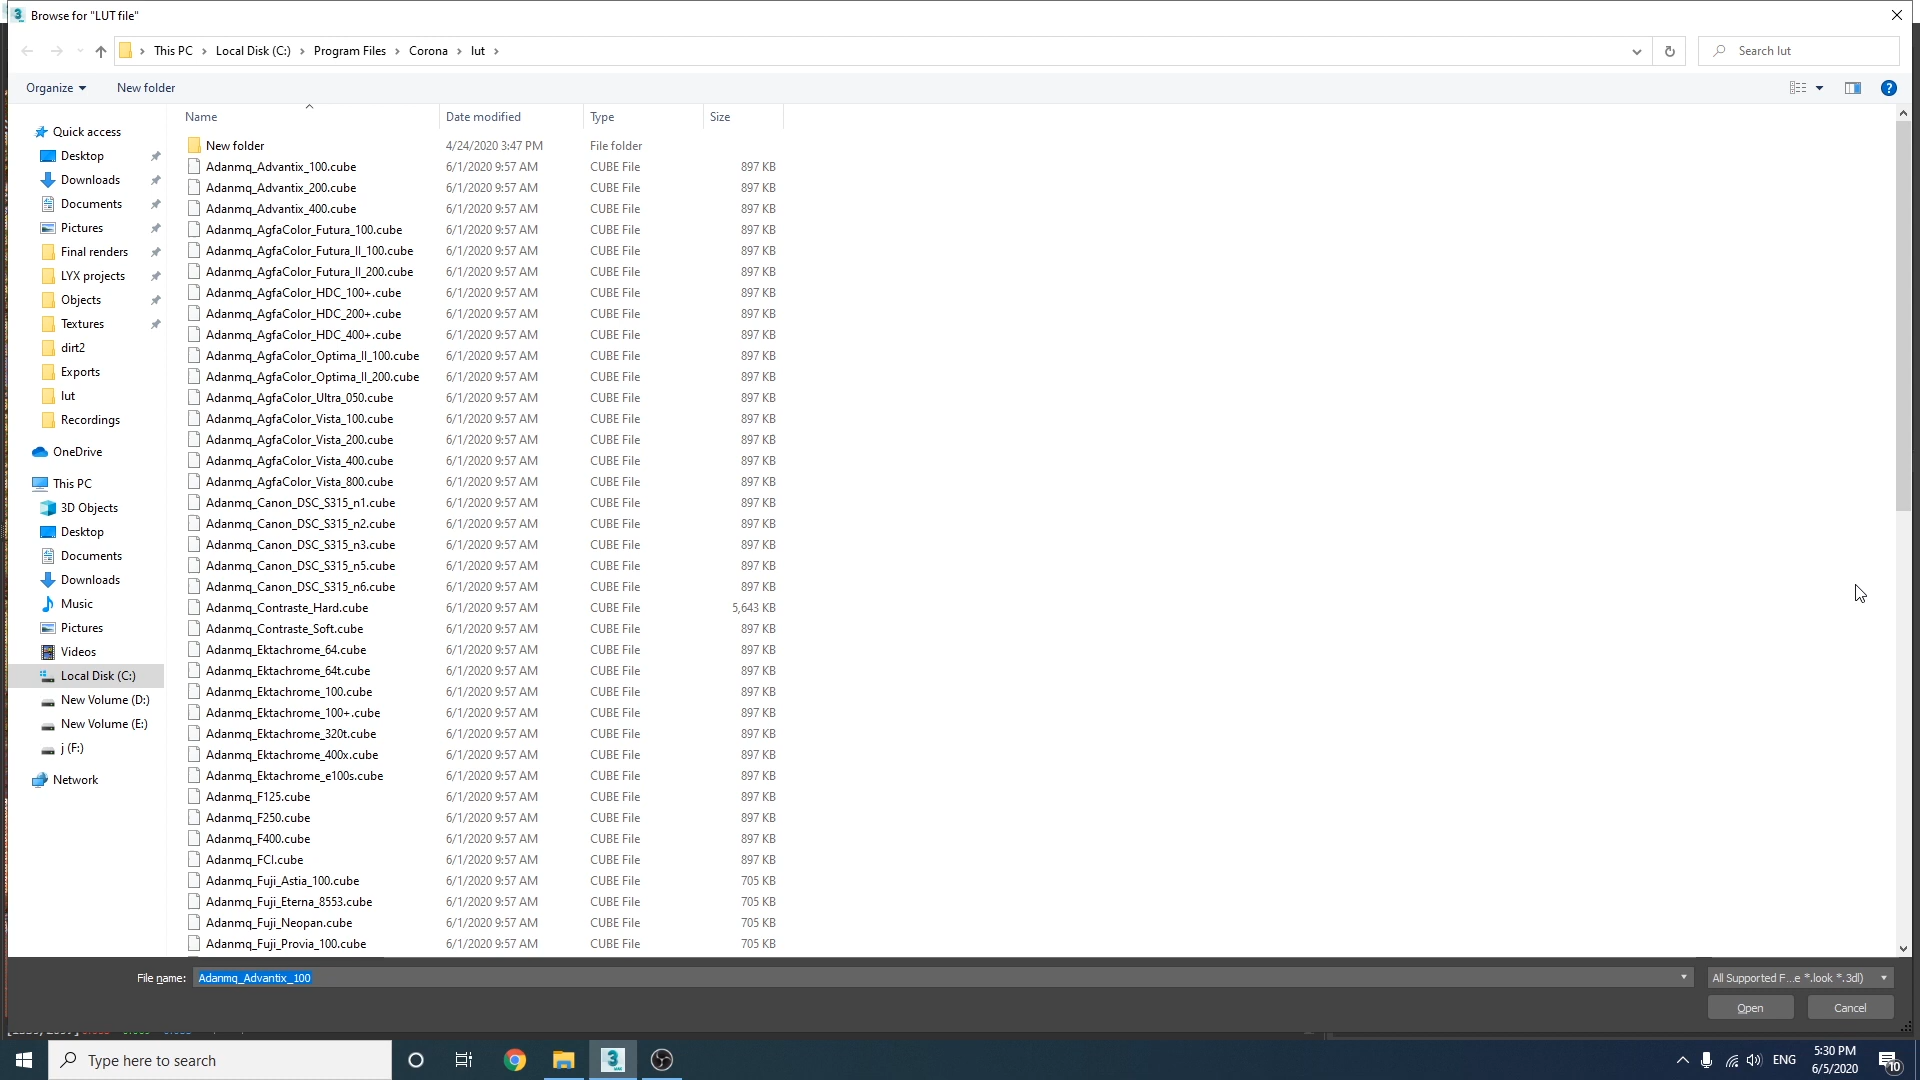 Browse for "LUT file"
This PC > Local Disk (C:) > Program Files > Corona > lut >
Search lut
Organize
New folder
Name
Date modified
Type
Size
Quick access
Desktop
Downloads
Documents
Pictures
Final renders
LYX projects
Objects
Textures
dirt2
Exports
lut
Recordings
OneDrive
This PC
3D Objects
Desktop
Documents
Downloads
Music
Pictures
Videos
Local Disk (C:)
New Volume (D:)
New Volume (E:)
j (F:)
Network
New folder 4/24/2020 3:47 PM File folder
Adanmq_Advantix_100.cube 6/1/2020 9:57 AM CUBE File 897 KB
Adanmq_Advantix_200.cube 6/1/2020 9:57 AM CUBE File 897 KB
Adanmq_Advantix_400.cube 6/1/2020 9:57 AM CUBE File 897 KB
Adanmq_AgfaColor_Futura_100.cube 6/1/2020 9:57 AM CUBE File 897 KB
Adanmq_AgfaColor_Futura_II_100.cube 6/1/2020 9:57 AM CUBE File 897 KB
Adanmq_AgfaColor_Futura_II_200.cube 6/1/2020 9:57 AM CUBE File 897 KB
Adanmq_AgfaColor_HDC_100+.cube 6/1/2020 9:57 AM CUBE File 897 KB
Adanmq_AgfaColor_HDC_200+.cube 6/1/2020 9:57 AM CUBE File 897 KB
Adanmq_AgfaColor_HDC_400+.cube 6/1/2020 9:57 AM CUBE File 897 KB
Adanmq_AgfaColor_Optima_II_100.cube 6/1/2020 9:57 AM CUBE File 897 KB
Adanmq_AgfaColor_Optima_II_200.cube 6/1/2020 9:57 AM CUBE File 897 KB
Adanmq_AgfaColor_Ultra_050.cube 6/1/2020 9:57 AM CUBE File 897 KB
Adanmq_AgfaColor_Vista_100.cube 6/1/2020 9:57 AM CUBE File 897 KB
Adanmq_AgfaColor_Vista_200.cube 6/1/2020 9:57 AM CUBE File 897 KB
Adanmq_AgfaColor_Vista_400.cube 6/1/2020 9:57 AM CUBE File 897 KB
Adanmq_AgfaColor_Vista_800.cube 6/1/2020 9:57 AM CUBE File 897 KB
Adanmq_Canon_DSC_S315_n1.cube 6/1/2020 9:57 AM CUBE File 897 KB
Adanmq_Canon_DSC_S315_n2.cube 6/1/2020 9:57 AM CUBE File 897 KB
Adanmq_Canon_DSC_S315_n3.cube 6/1/2020 9:57 AM CUBE File 897 KB
Adanmq_Canon_DSC_S315_n5.cube 6/1/2020 9:57 AM CUBE File 897 KB
Adanmq_Canon_DSC_S315_n6.cube 6/1/2020 9:57 AM CUBE File 897 KB
Adanmq_Contraste_Hard.cube 6/1/2020 9:57 AM CUBE File 5,643 KB
Adanmq_Contraste_Soft.cube 6/1/2020 9:57 AM CUBE File 897 KB
Adanmq_Ektachrome_64.cube 6/1/2020 9:57 AM CUBE File 897 KB
Adanmq_Ektachrome_64t.cube 6/1/2020 9:57 AM CUBE File 897 KB
Adanmq_Ektachrome_100.cube 6/1/2020 9:57 AM CUBE File 897 KB
Adanmq_Ektachrome_100+.cube 6/1/2020 9:57 AM CUBE File 897 KB
Adanmq_Ektachrome_320t.cube 6/1/2020 9:57 AM CUBE File 897 KB
Adanmq_Ektachrome_400x.cube 6/1/2020 9:57 AM CUBE File 897 KB
Adanmq_Ektachrome_e100s.cube 6/1/2020 9:57 AM CUBE File 897 KB
Adanmq_F125.cube 6/1/2020 9:57 AM CUBE File 897 KB
Adanmq_F250.cube 6/1/2020 9:57 AM CUBE File 897 KB
Adanmq_F400.cube 6/1/2020 9:57 AM CUBE File 897 KB
Adanmq_FCI.cube 6/1/2020 9:57 AM CUBE File 897 KB
Adanmq_Fuji_Astia_100.cube 6/1/2020 9:57 AM CUBE File 705 KB
Adanmq_Fuji_Eterna_8553.cube 6/1/2020 9:57 AM CUBE File 705 KB
Adanmq_Fuji_Neopan.cube 6/1/2020 9:57 AM CUBE File 705 KB
Adanmq_Fuji_Provia_100.cube 6/1/2020 9:57 AM CUBE File 705 KB
File name: Adanmq_Advantix_100
All Supported F...e *.look *.3dl)
Open
Cancel
Type here to search
ENG
5:30 PM
6/5/2020
10